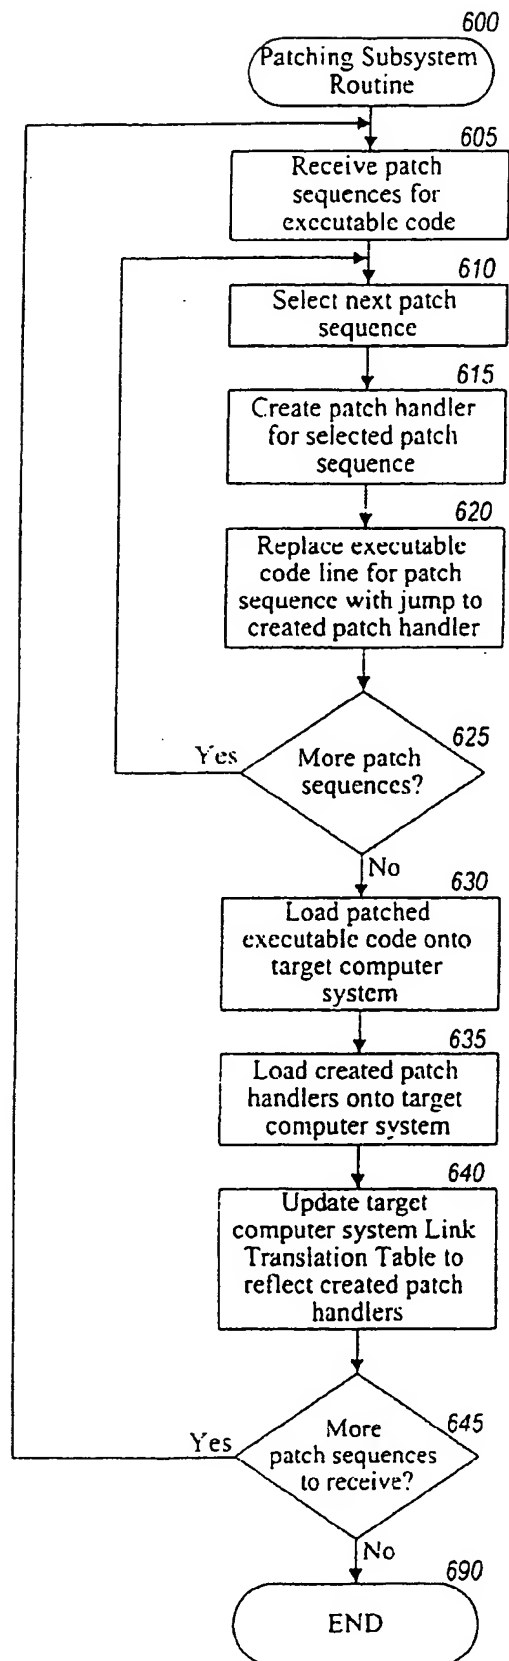 600
Patching Subsystem
Routine
605
Receive patch
sequences for
executable code
610
Select next patch
sequence
615
Create patch handler
for selected patch
sequence
620
Replace executable
code line for patch
sequence with jump to
created patch handler
625
Yes
More patch
sequences?
No
630
Load patched
executable code onto
target computer
system
635
Load created patch
handlers onto target
computer system
640
Update target
computer system Link
Translation Table to
reflect created patch
handlers
645
Yes
More
patch sequences
to receive?
No
690
END